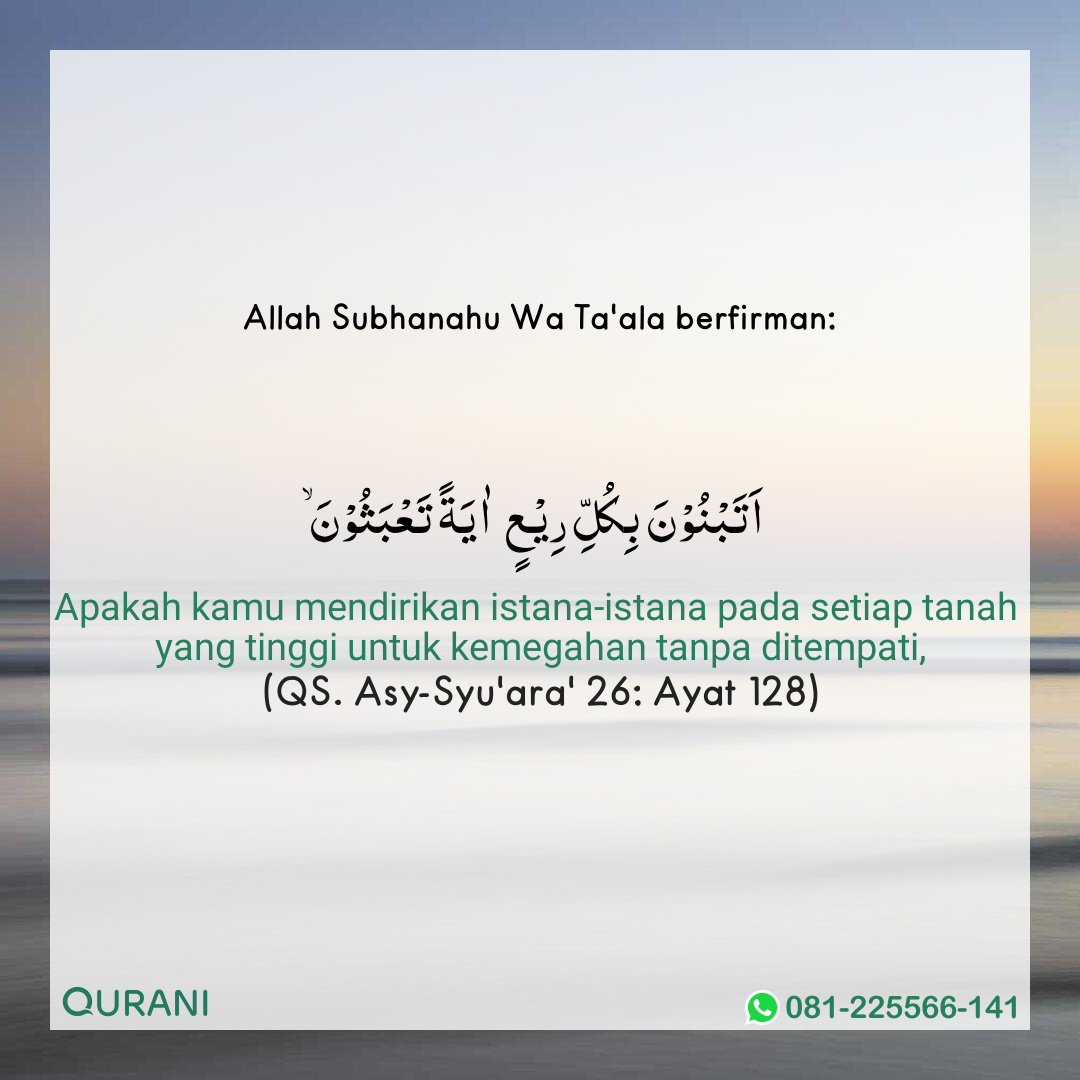 Allah Subhanahu Wa Ta'ala berfirman:
اَتَبْنُوْنَ بِكُلِّ رِيْعٍ اٰيَةً تَعْبَثُوْنَ ۙ
Apakah kamu mendirikan istana-istana pada setiap tanah
yang tinggi untuk kemegahan tanpa ditempati,
(QS. Asy-Syu'ara' 26: Ayat 128)
QURANI
081-225566-141